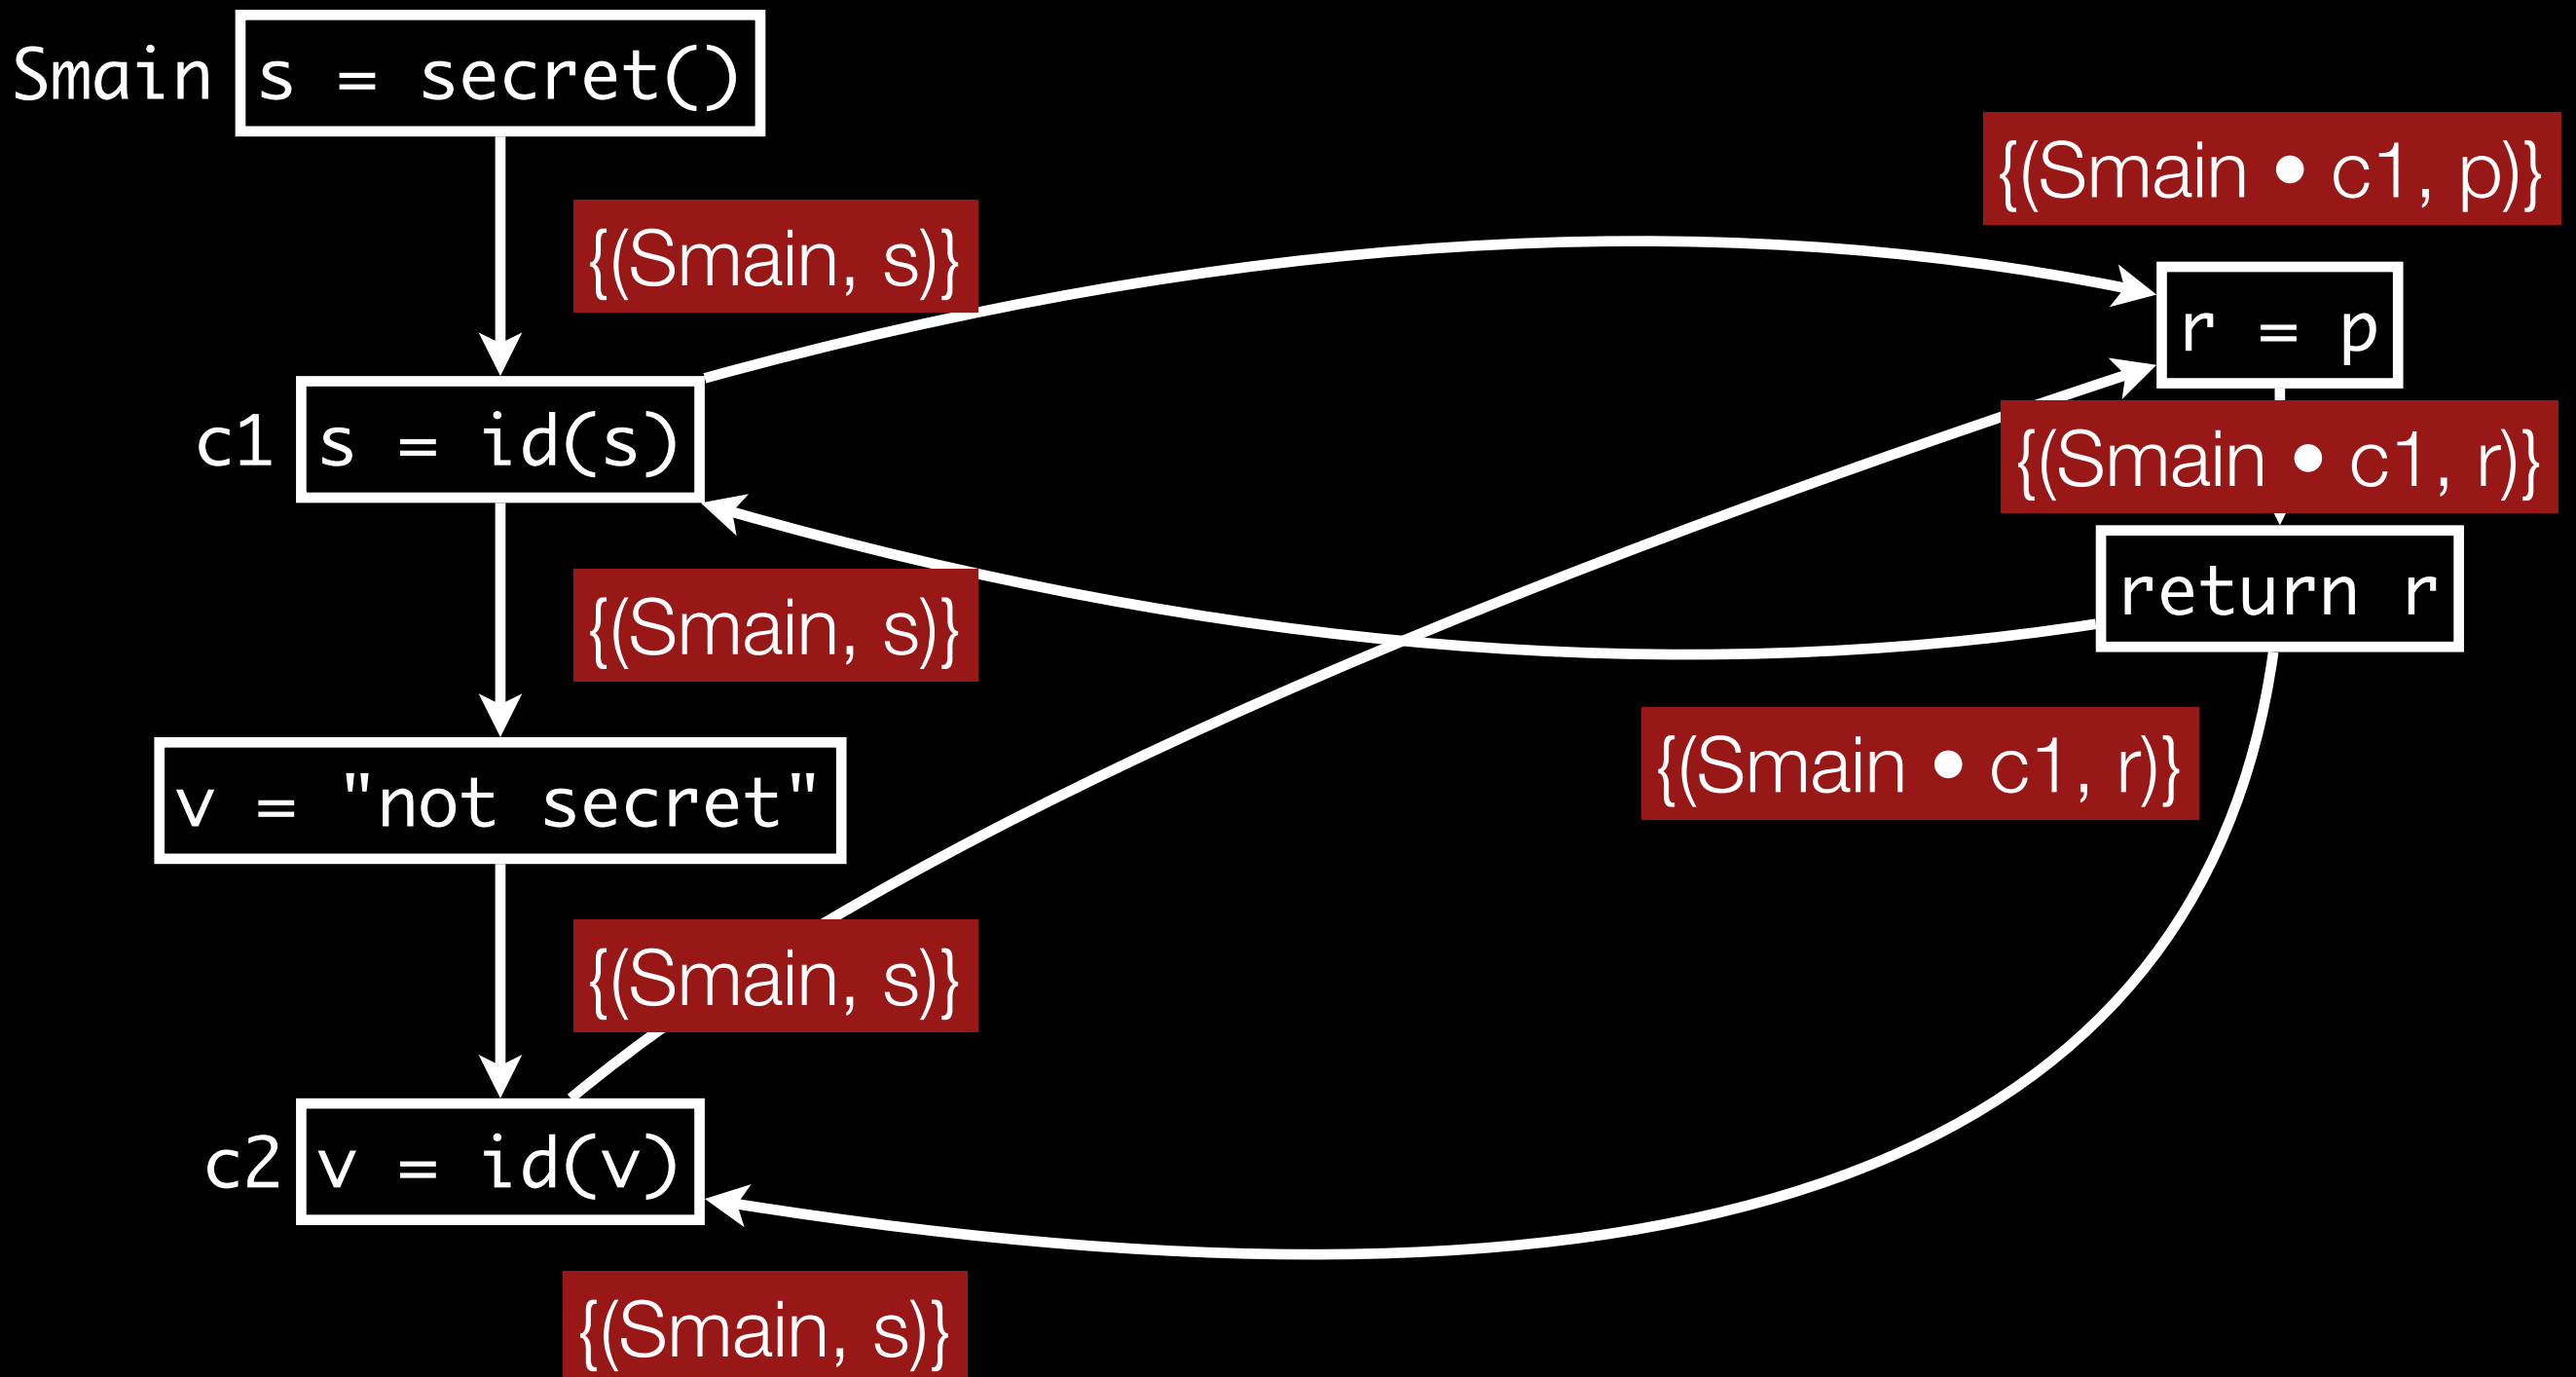 Smain s = secret()
{(Smain, s)}
c1 s = id(s)
{(Smain, s)}
v = "not secret"
{(Smain, s)}
c2 v = id(v)
{(Smain, s)}
{(Smain • c1, p)}
r = p
{(Smain • c1, r)}
return r
{(Smain • c1, r)}